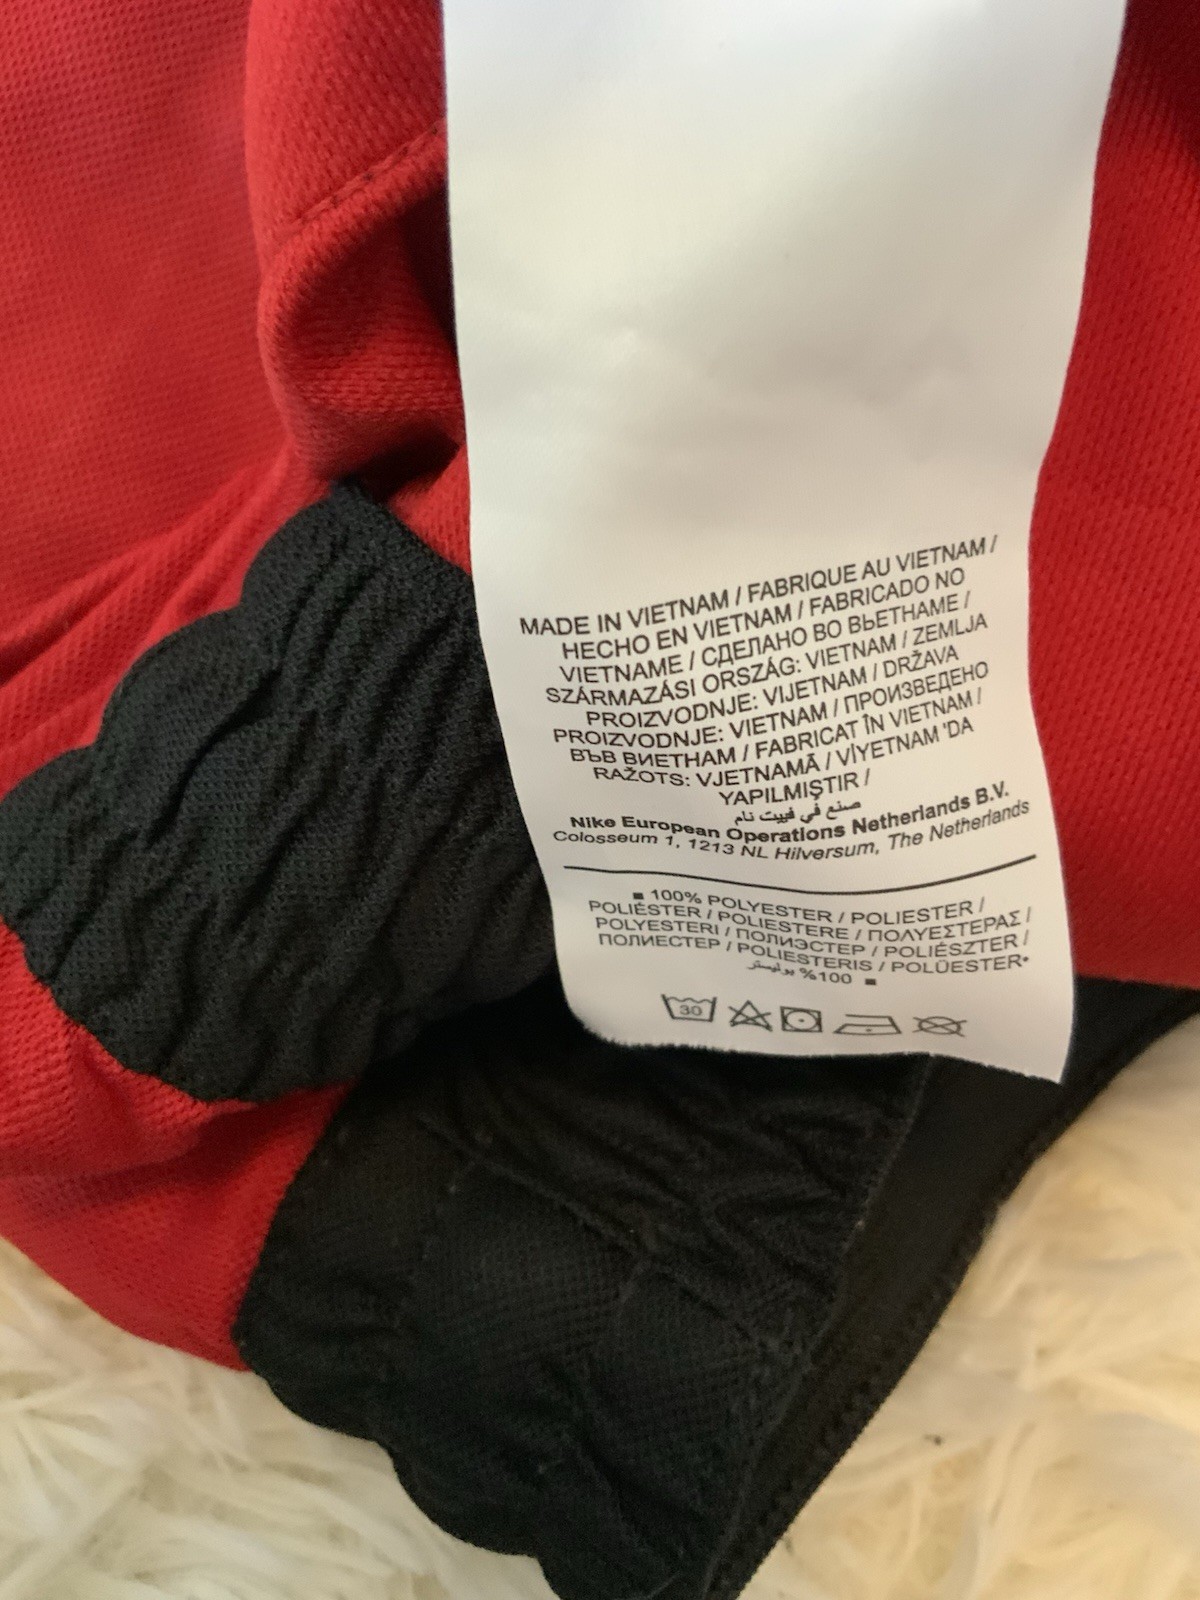 MADE IN VIETNAM / FABRIQUE AU VIETNAM /
HECHO EN VIETNAM / FABRICADO NO
VIETNAME / СДЕЛАНО ВО ВЬЕТНАМЕ /
SZÁRMAZÁSI ORSZÁG: VIETNAM / ZEMLJA
PROIZVODNJE: VIJETNAM / DRŽAVA
PROIZVODNJE: VIETNAM / ПРОИЗВЕДЕНО
ВЪВ ВИЕТНАМ / FABRICAT ÎN VIETNAM /
RAŽOTS: VJETNAMĀ / VİYETNAM 'DA
YAPILMIŞTIR /
صنع في فييت نام
Nike European Operations Netherlands B.V.
Colosseum 1, 1213 NL Hilversum, The Netherlands
■ 100% POLYESTER / POLIESTER /
POLIÉSTER / POLIESTERE / ΠΟΛΥΕΣΤΕΡΑΣ /
POLYESTERI / ПОЛИЭСТЕР / POLIÉSZTER /
ПОЛИЕСТЕР / POLIESTERIS / POLÜESTER•
100% بوليستر ■
30